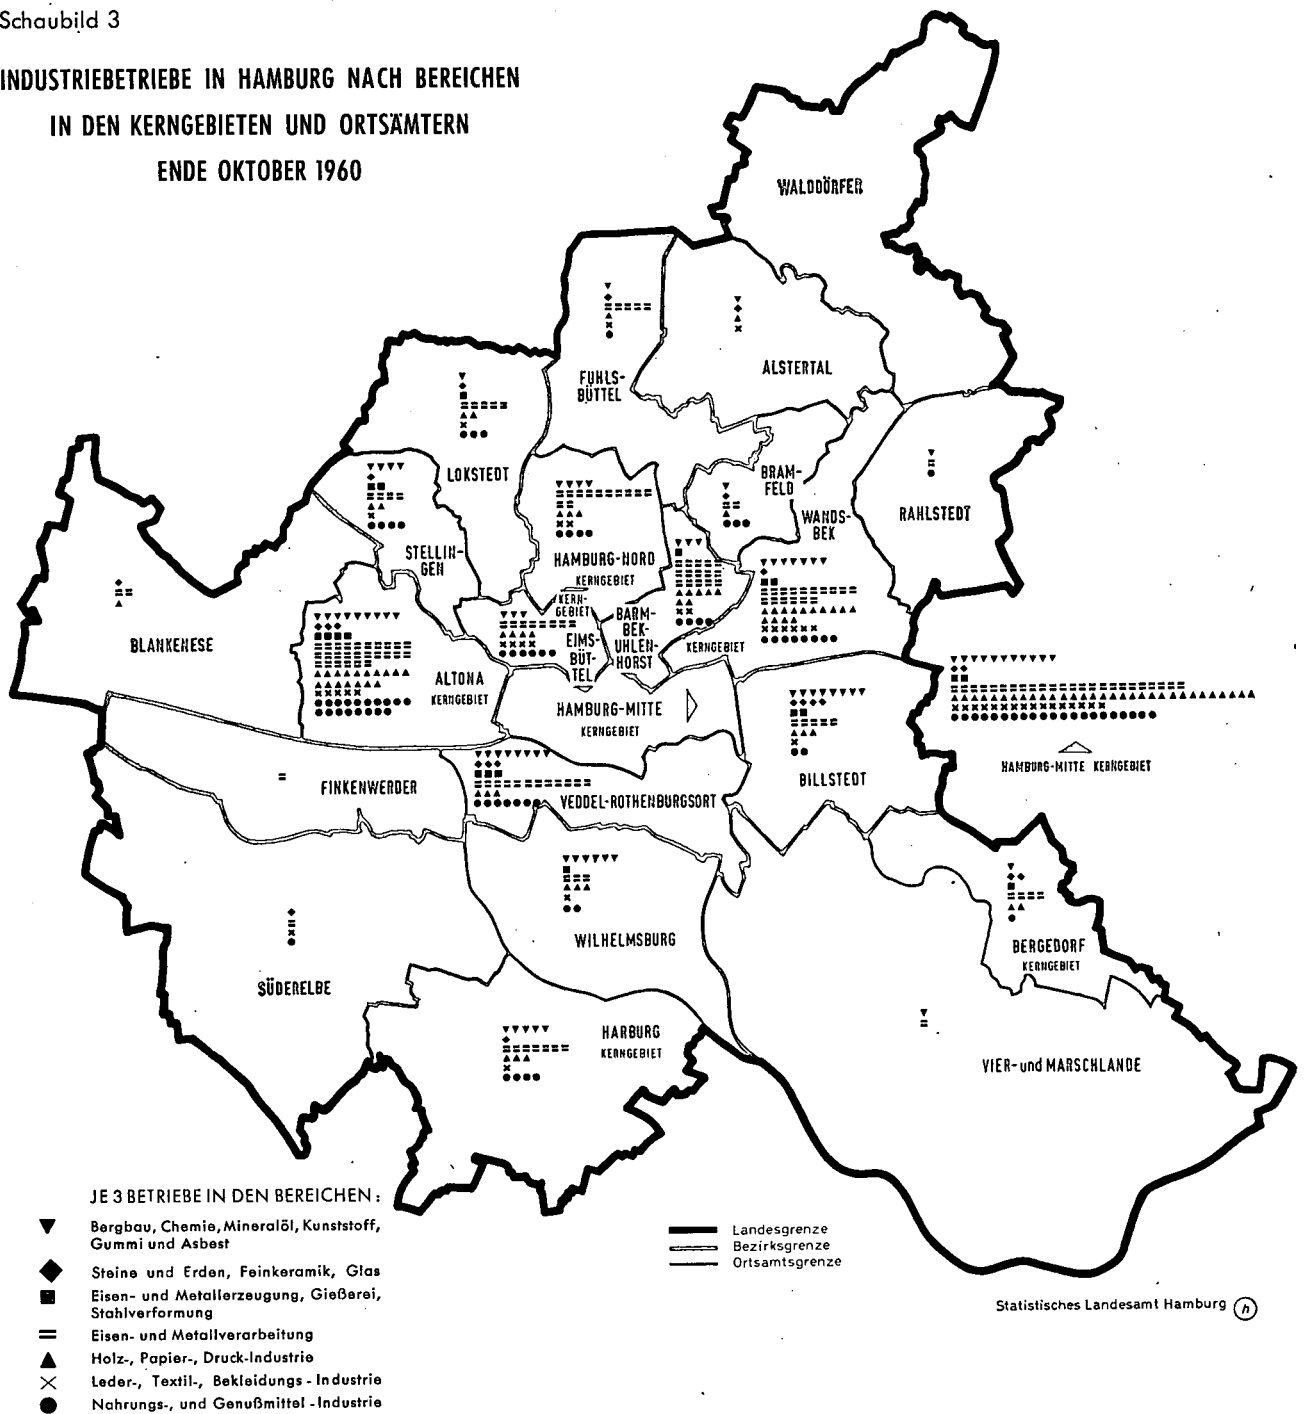 Schaubild 3
INDUSTRIEBETRIEBE IN HAMBURG NACH BEREICHEN
IN DEN KERNGEBIETEN UND ORTSÄMTERN
ENDE OKTOBER 1960
WALDDÖRFER
ALSTERTAL
FUHLS-
BÜTTEL
LOKSTEDT
BRAM-
FELD
RAHLSTEDT
WANDS-
BEK
KERNGEBIET
STELLIN-
GEN
HAMBURG-NORD
KERNGEBIET
KERN-
GEBIET
EIMS-
BÜT-
TEL
BARM-
BEK-
UHLEN-
HORST
BLANKENESE
ALTONA
KERNGEBIET
HAMBURG-MITTE
KERNGEBIET
BILLSTEDT
HAMBURG-MITTE KERNGEBIET
FINKENWERDER
VEDDEL-ROTHENBURGSORT
WILHELMSBURG
BERGEDORF
KERNGEBIET
SÜDERELBE
HARBURG
KERNGEBIET
VIER- und MARSCHLANDE
JE 3 BETRIEBE IN DEN BEREICHEN:
Bergbau, Chemie, Mineralöl, Kunststoff,
Gummi und Asbest
Steine und Erden, Feinkeramik, Glas
Eisen- und Metallerzeugung, Gießerei,
Stahlverformung
Eisen- und Metallverarbeitung
Holz-, Papier-, Druck-Industrie
Leder-, Textil-, Bekleidungs-Industrie
Nahrungs-, und Genußmittel-Industrie
Landesgrenze
Bezirksgrenze
Ortsamtsgrenze
Statistisches Landesamt Hamburg h